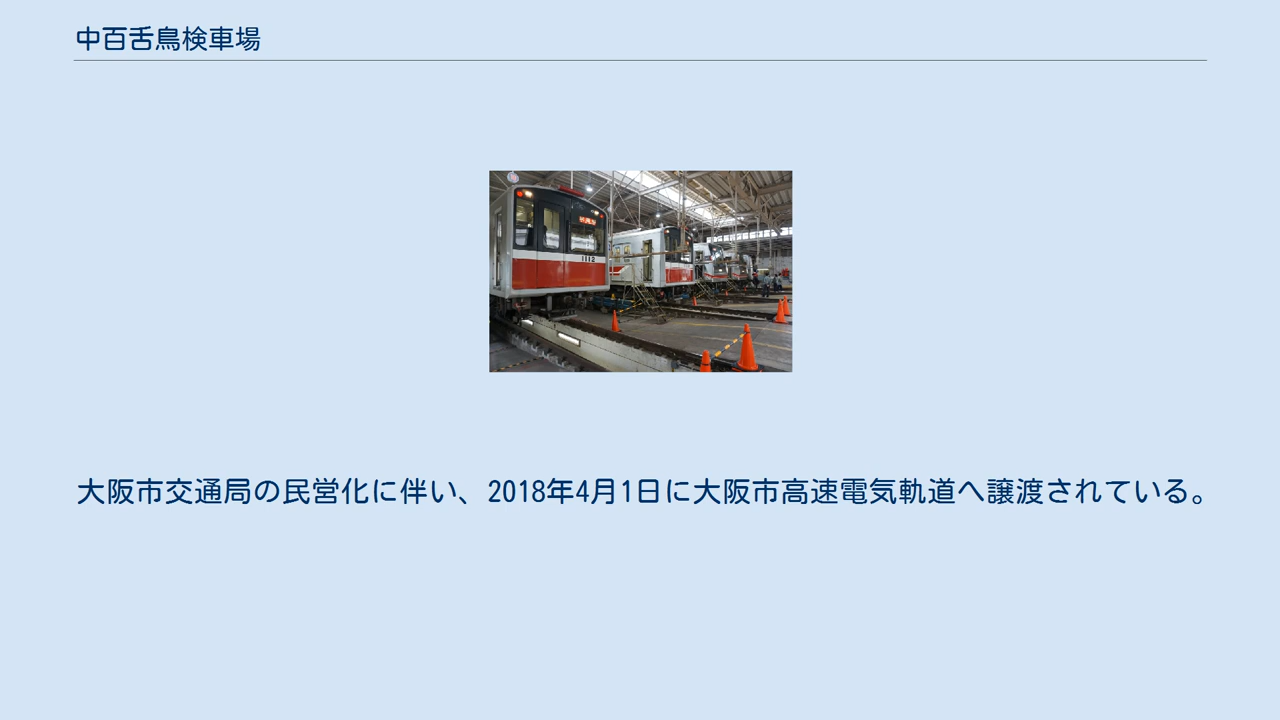 中百舌鳥検車場
1112
大阪市交通局の民営化に伴い、2018年4月1日に大阪市高速電気軌道へ譲渡されている。